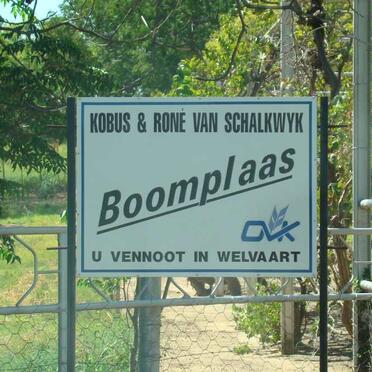 KOBUS & RONÉ VAN SCHALKWYK
Boomplaas
OVK
U VENNOOT IN WELVAART